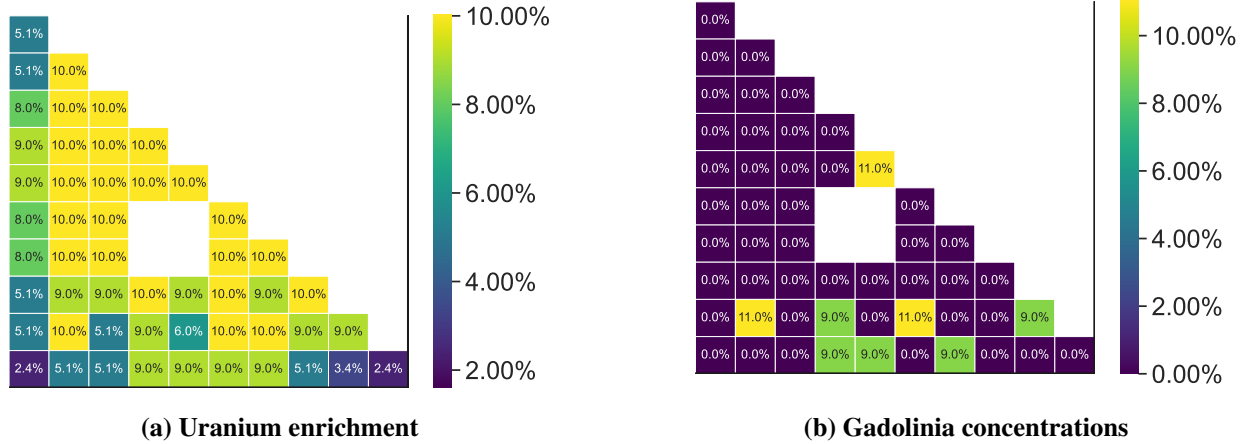 5.1%
5.1% 10.0%
8.0% 10.0% 10.0%
9.0% 10.0% 10.0% 10.0%
9.0% 10.0% 10.0% 10.0% 10.0%
8.0% 10.0% 10.0% 10.0%
8.0% 10.0% 10.0% 10.0% 10.0%
5.1% 9.0% 9.0% 10.0% 9.0% 10.0% 9.0% 10.0%
5.1% 10.0% 5.1% 9.0% 6.0% 10.0% 10.0% 9.0% 9.0%
2.4% 5.1% 5.1% 9.0% 9.0% 9.0% 9.0% 5.1% 3.4% 2.4%
10.00%
8.00%
6.00%
4.00%
2.00%
(a) Uranium enrichment
0.0%
0.0% 0.0%
0.0% 0.0% 0.0%
0.0% 0.0% 0.0% 0.0%
0.0% 0.0% 0.0% 0.0% 11.0%
0.0% 0.0% 0.0% 0.0%
0.0% 0.0% 0.0% 0.0% 0.0%
0.0% 0.0% 0.0% 0.0% 0.0% 0.0% 0.0% 0.0%
0.0% 11.0% 0.0% 9.0% 0.0% 11.0% 0.0% 0.0% 9.0%
0.0% 0.0% 0.0% 9.0% 9.0% 0.0% 9.0% 0.0% 0.0% 0.0%
10.00%
8.00%
6.00%
4.00%
2.00%
0.00%
(b) Gadolinia concentrations